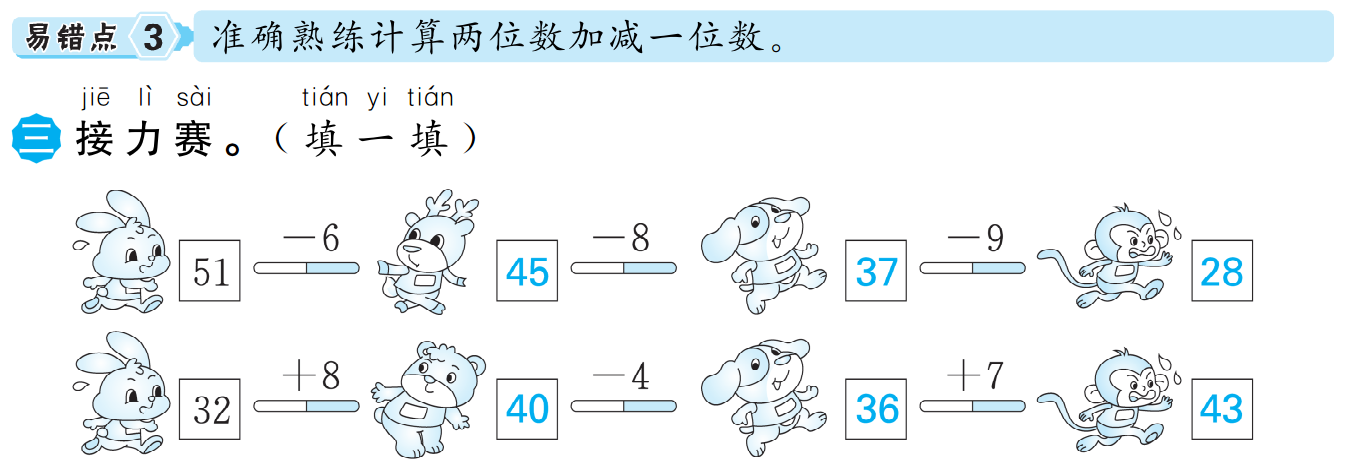 易错点 3 准确熟练计算两位数加减一位数。
jiē lì sài tián yi tián
三 接力赛。（填一填）
51 －6 45 －8 37 －9 28
32 ＋8 40 －4 36 ＋7 43